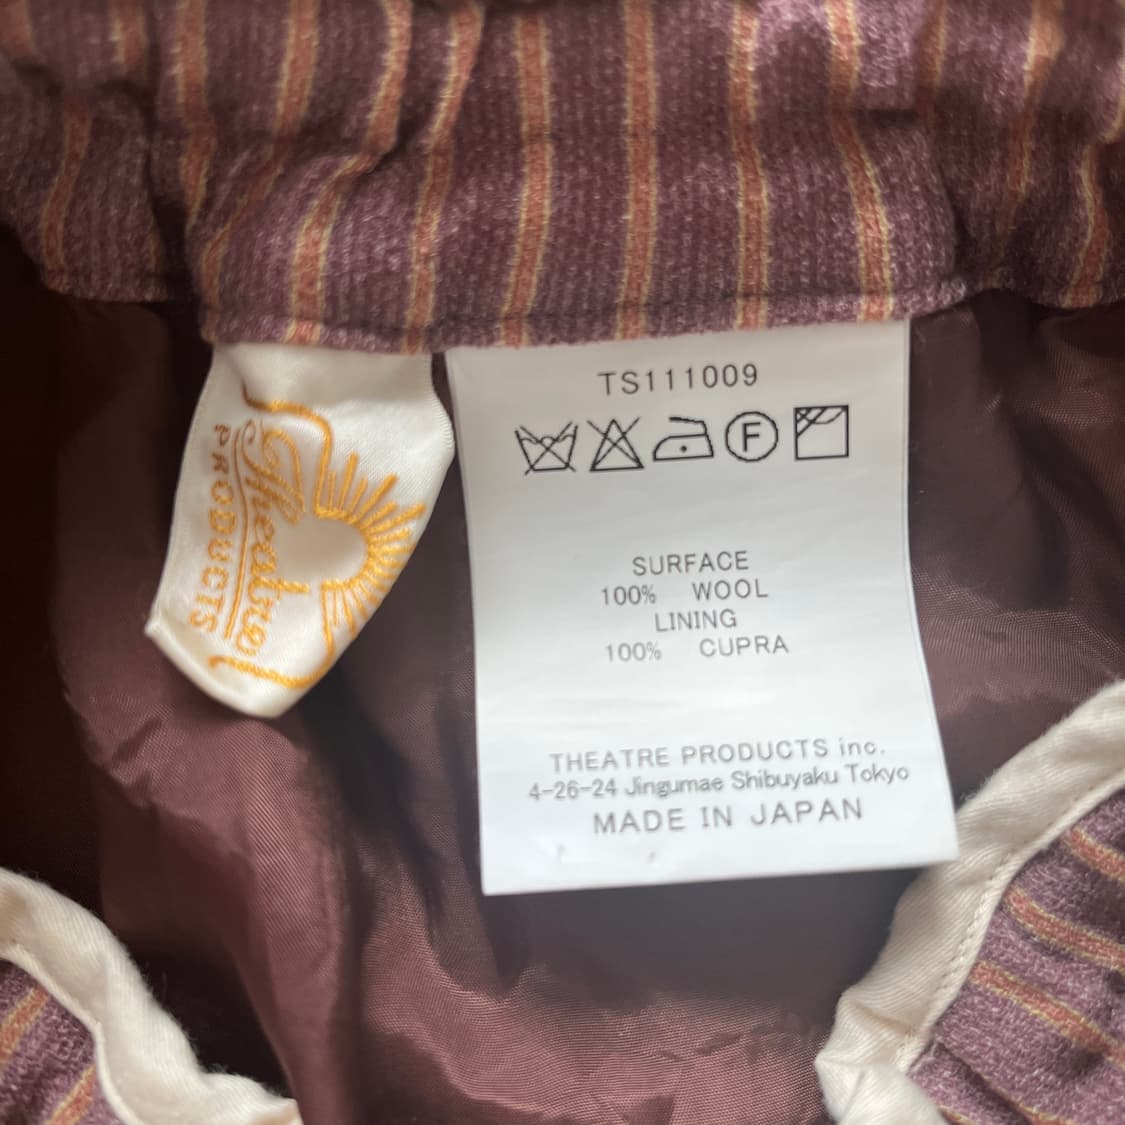 Theatre
PRODUCTS
TS111009
F
SURFACE
100% WOOL
LINING
100% CUPRA
THEATRE PRODUCTS inc.
4-26-24 Jingumae Shibuyaku Tokyo
MADE IN JAPAN